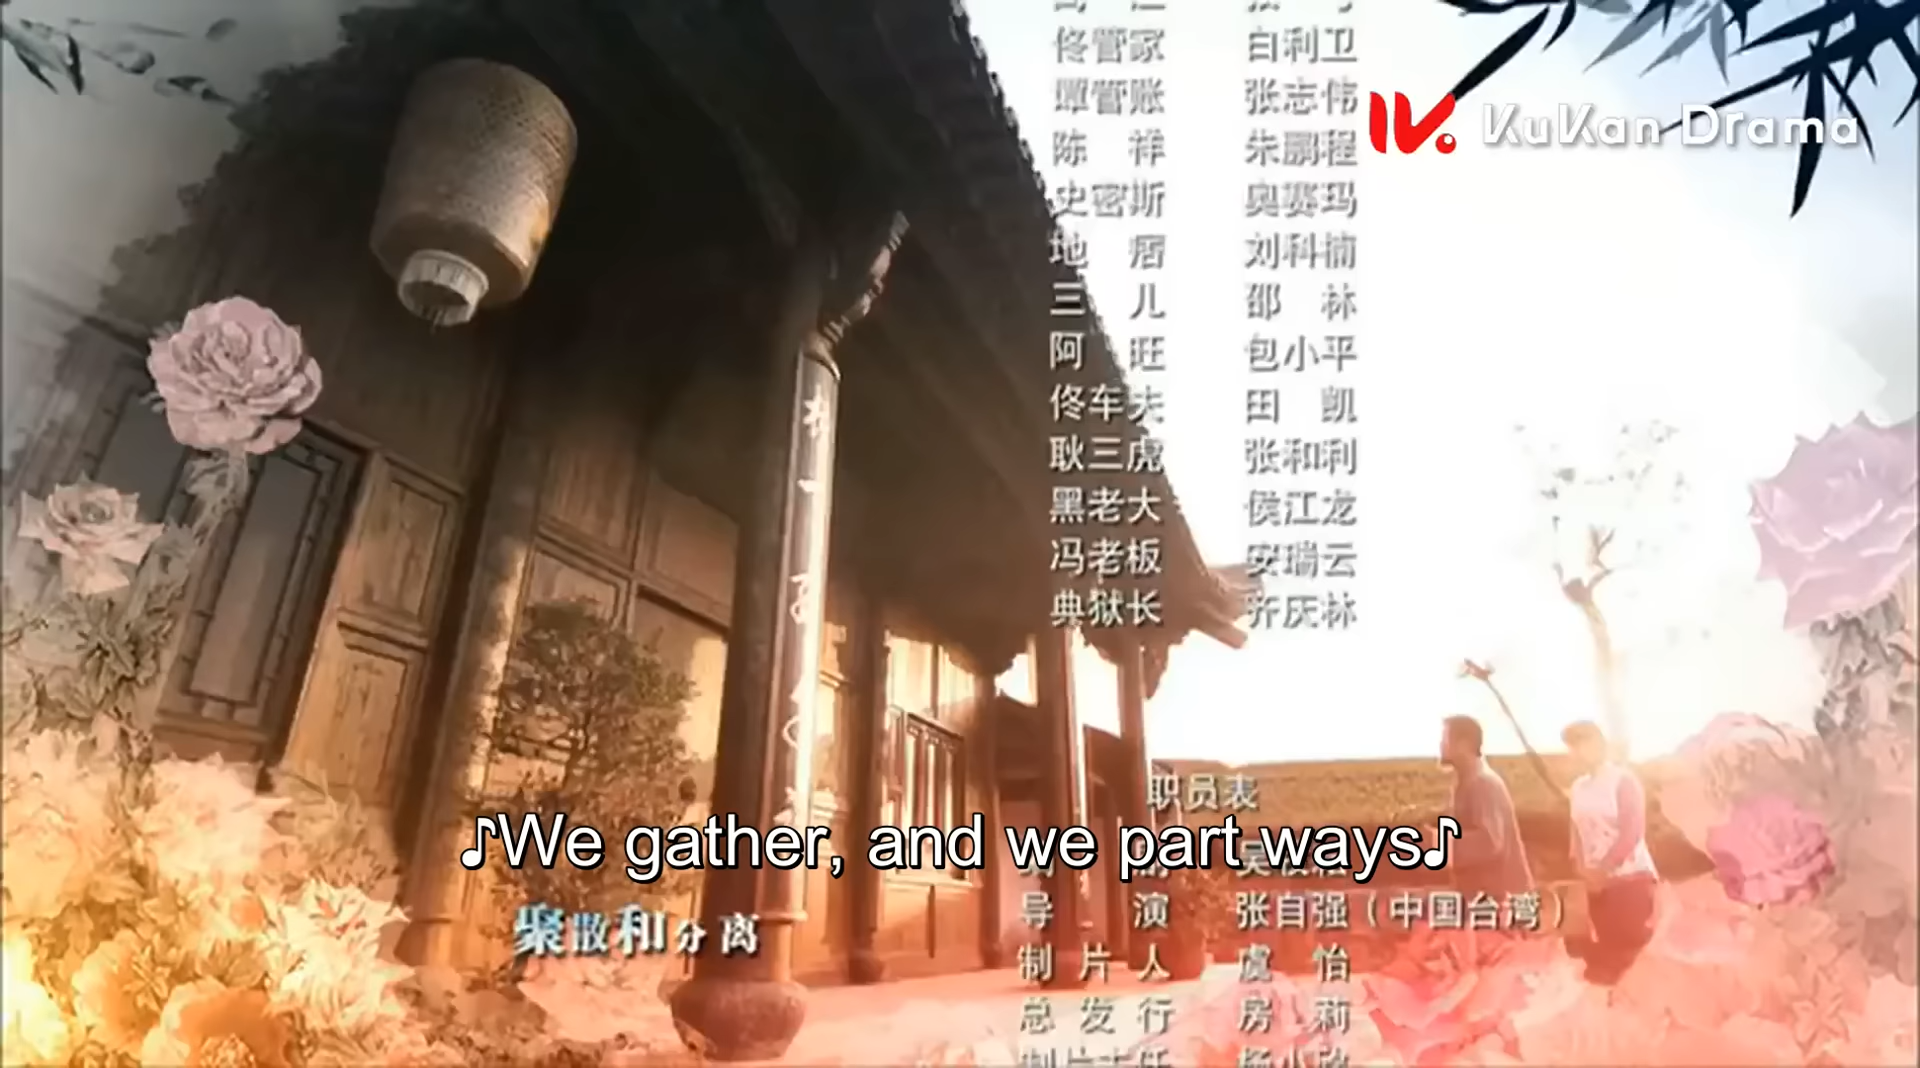 佟管家 白利卫
覃管账 张志伟
KuKan Drama
陈 祥 朱鹏程
史密斯 奥赛玛
地 痞 刘科楠
三 儿 邵 林
阿 旺 包小平
佟车夫 田 凯
耿三虎 张和利
黑老大 侯江龙
冯老板 安瑞云
典狱长 齐庆林
职员表
♪We gather, and we part ways♪
导 演 张自强（中国台湾）
聚散和分离
制片人 虞 怡
总发行 房 莉